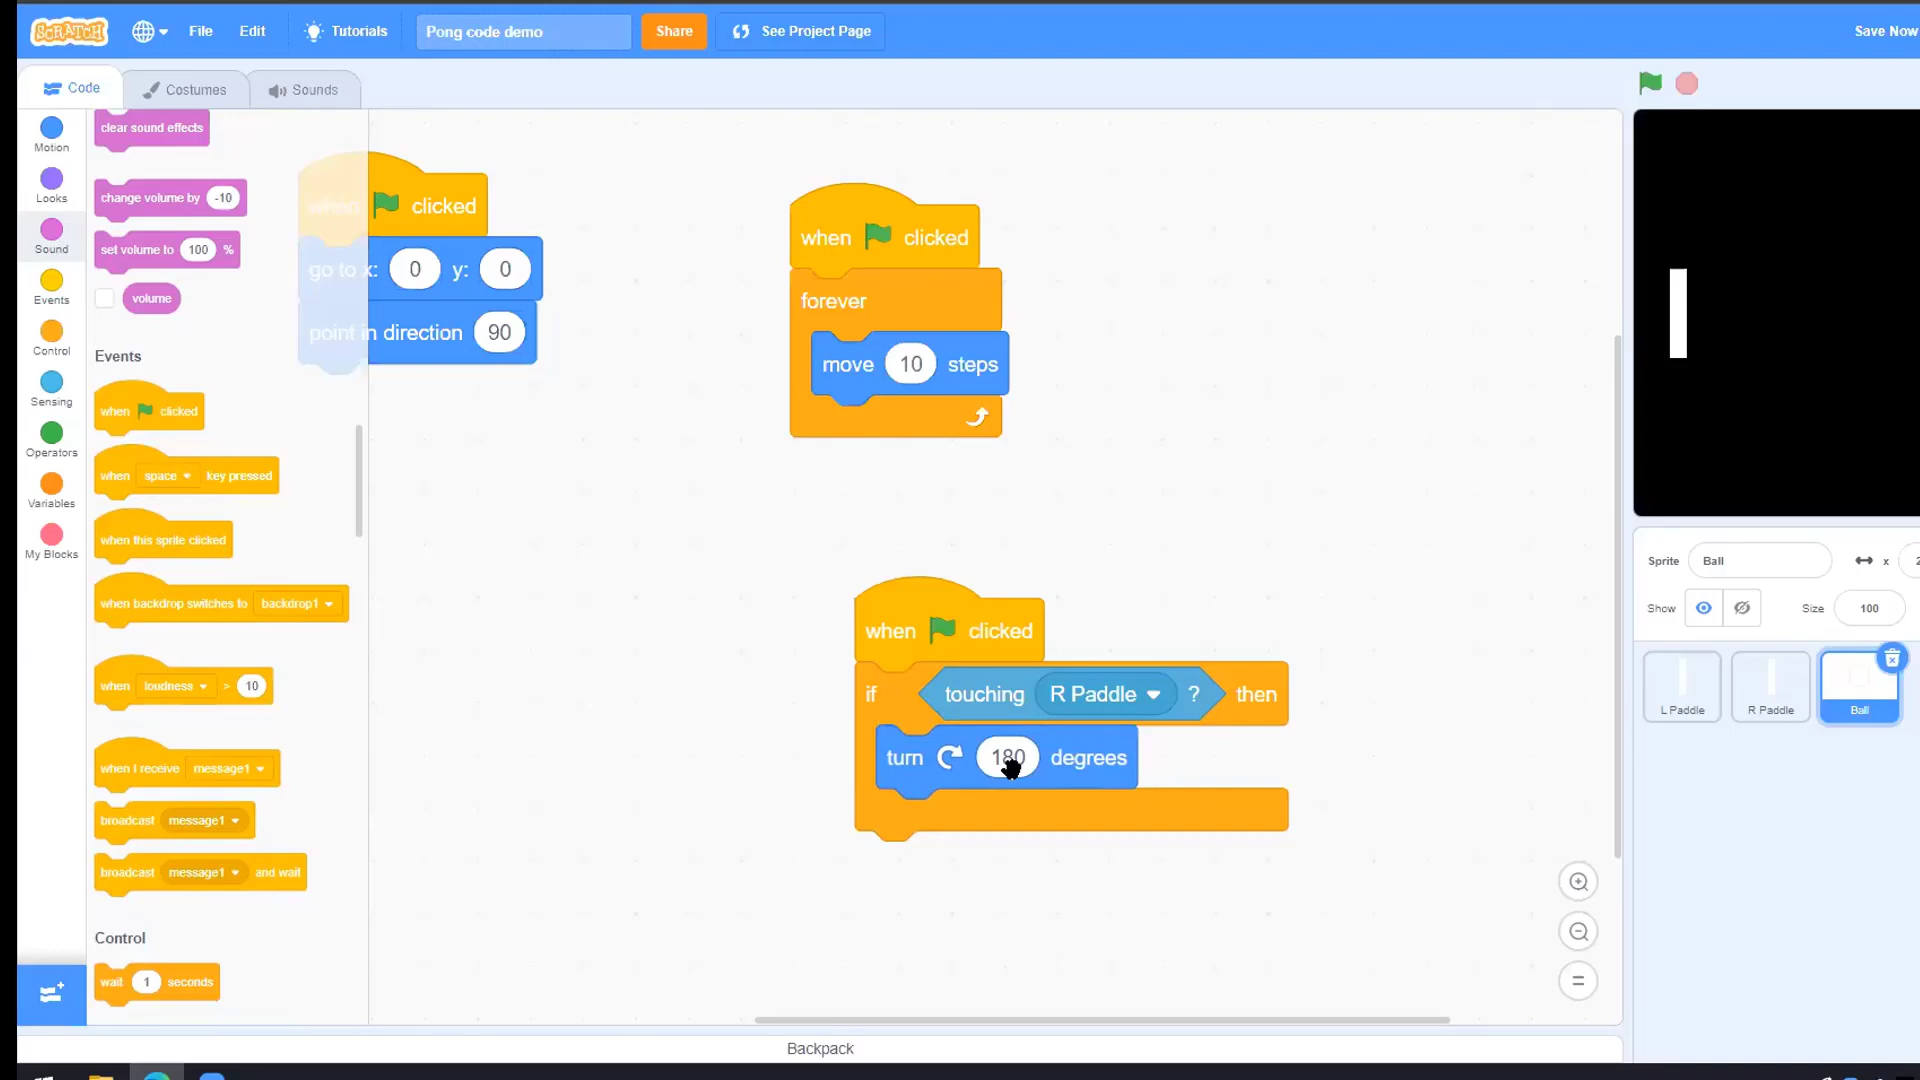 SCRATCH
File
Edit
Tutorials
Pong code demo
Share
See Project Page
Save Now
Code
Costumes
Sounds
Motion
Looks
Sound
Events
Control
Sensing
Operators
Variables
My Blocks
clear sound effects
change volume by -10
set volume to 100 %
volume
Events
when clicked
when space key pressed
when this sprite clicked
when backdrop switches to backdrop1
when loudness > 10
when I receive message1
broadcast message1
broadcast message1 and wait
Control
wait 1 seconds
when clicked
go to x: 0 y: 0
point in direction 90
when clicked
forever
move 10 steps
when clicked
if touching R Paddle ? then
turn 180 degrees
Backpack
Sprite Ball x
Show Size 100
L Paddle
R Paddle
Ball